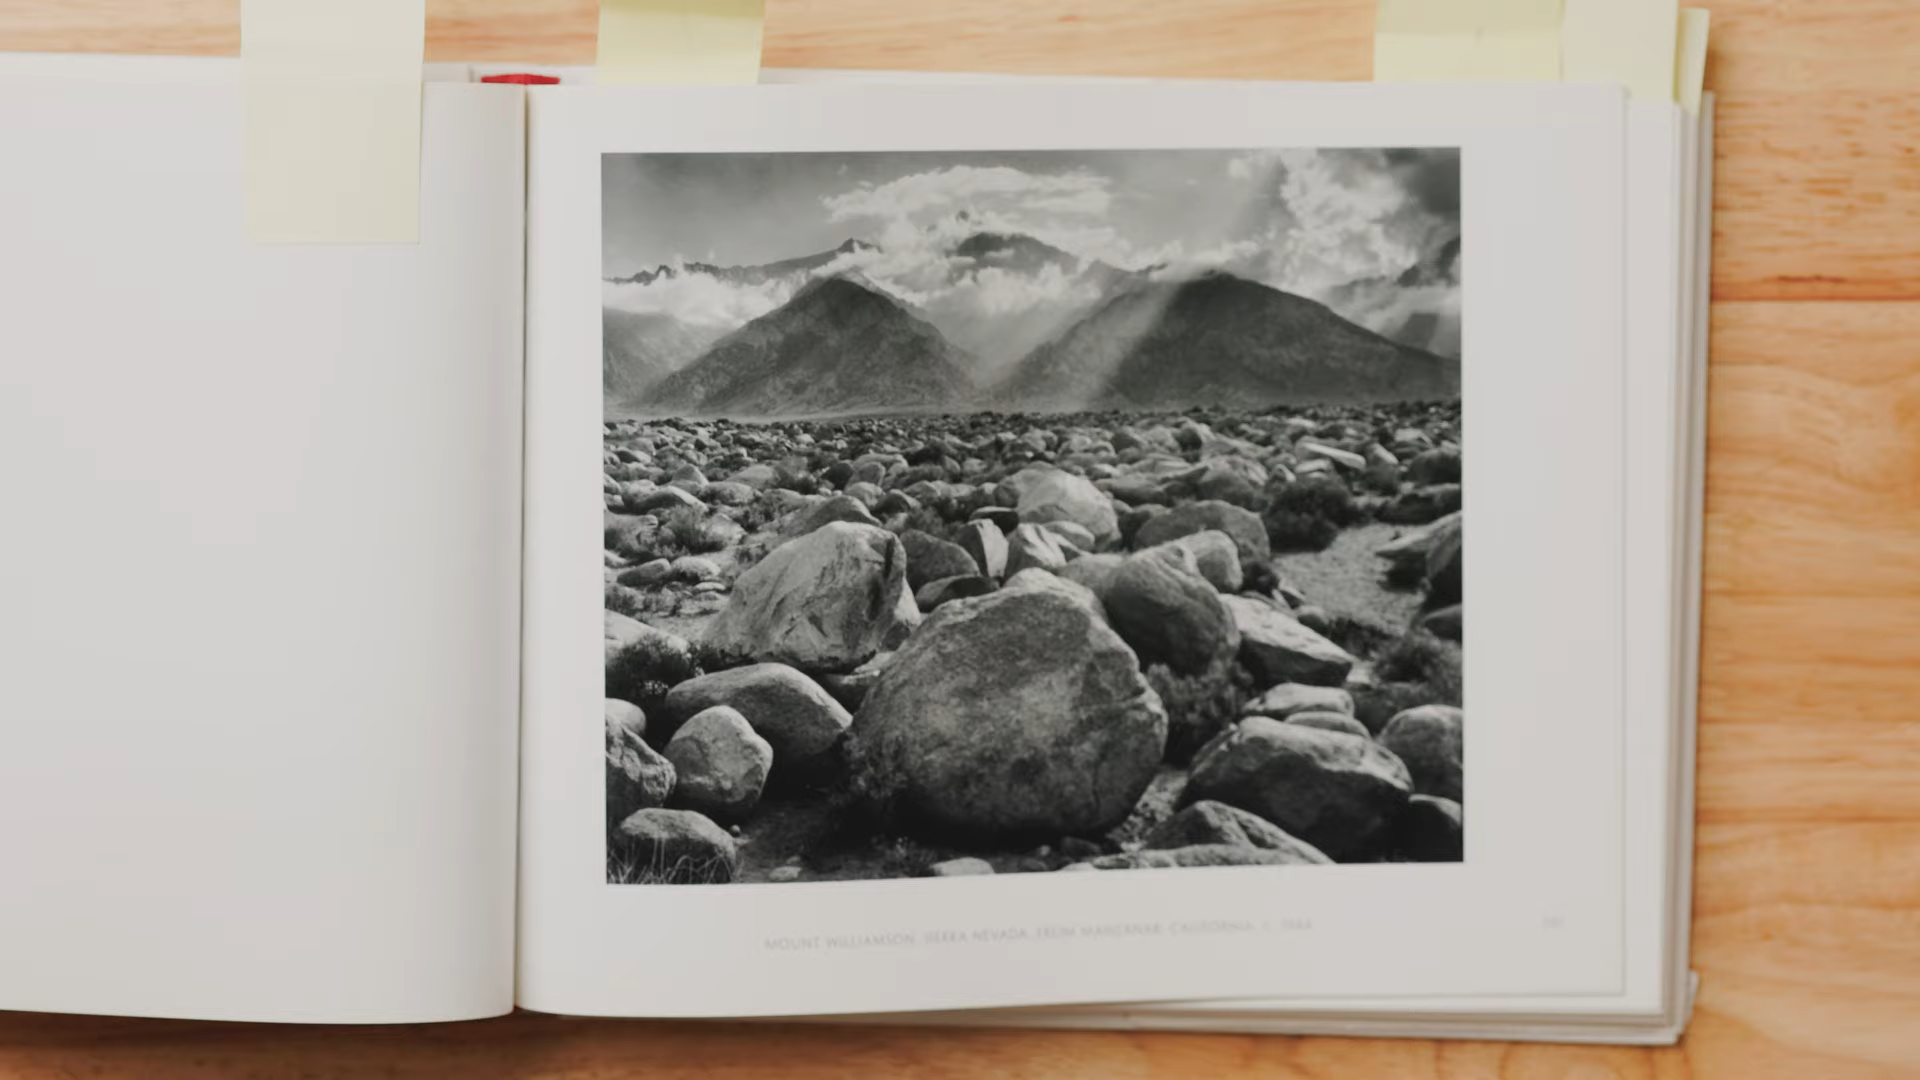 MOUNT WILLIAMSON, SIERRA NEVADA, FROM MANZANAR, CALIFORNIA, C. 1944